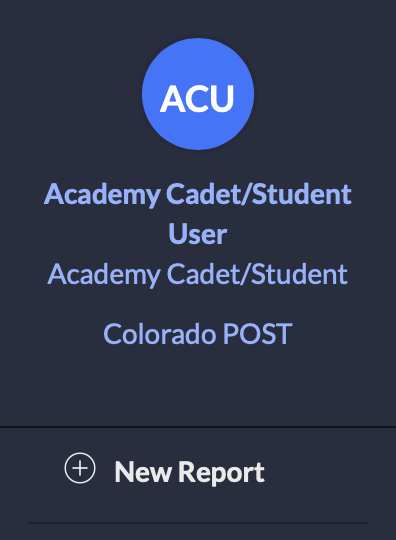 ACU
Academy Cadet/Student
User
Academy Cadet/Student
Colorado POST
New Report